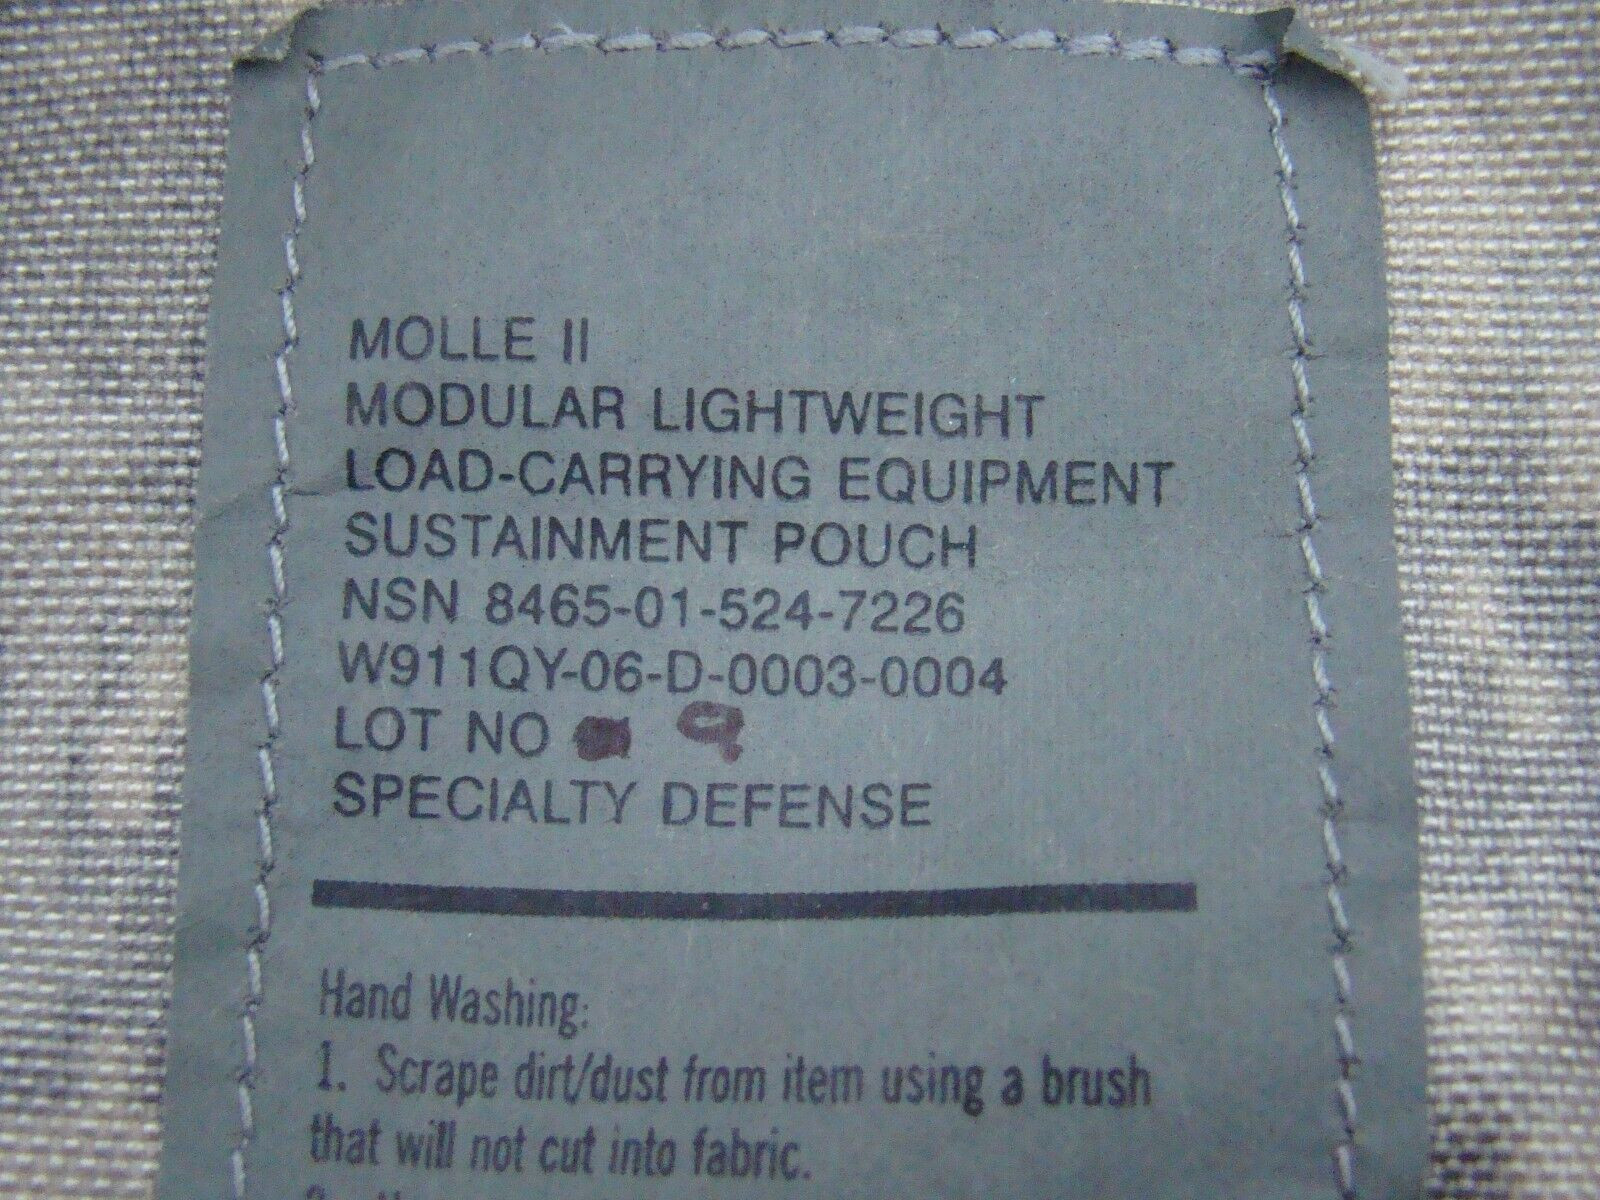 MOLLE II
MODULAR LIGHTWEIGHT
LOAD-CARRYING EQUIPMENT
SUSTAINMENT POUCH
NSN 8465-01-524-7226
W911QY-06-D-0003-0004
LOT NO 9
SPECIALTY DEFENSE
Hand Washing:
1. Scrape dirt/dust from item using a brush
that will not cut into fabric.